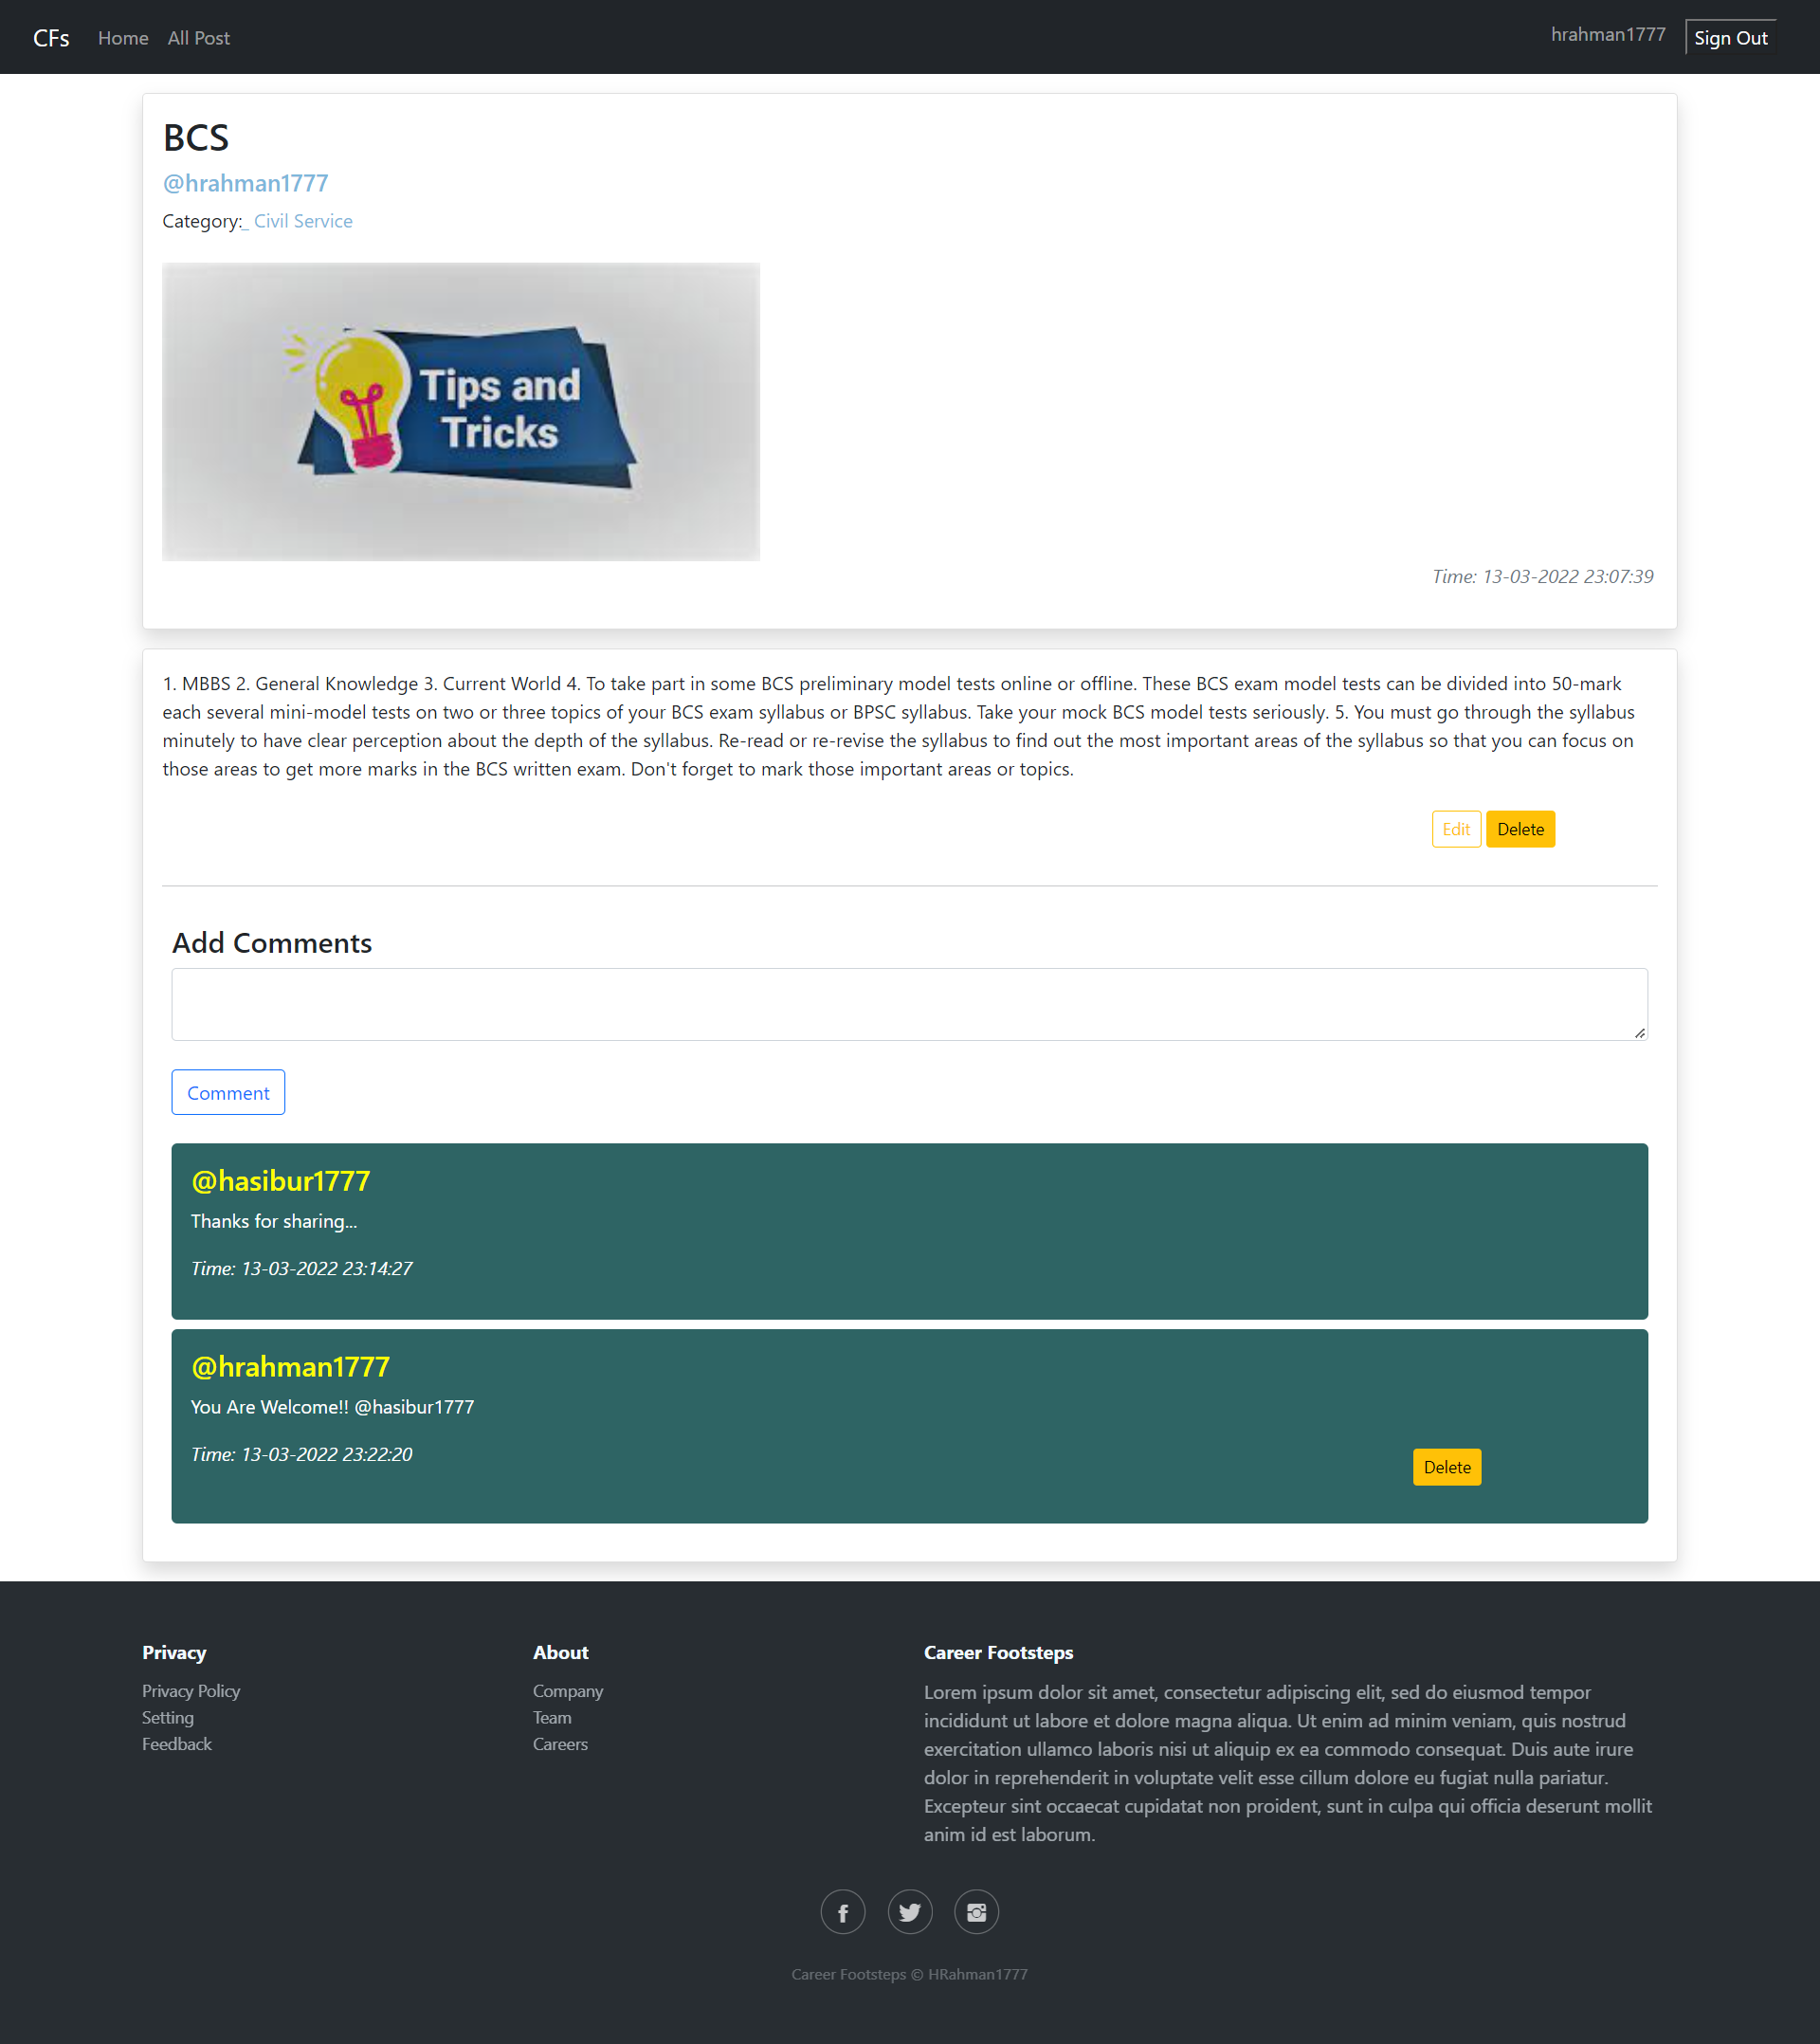 CFs Home All Post hrahman1777 Sign Out
BCS
@hrahman1777
Category:_ Civil Service
Tips and
Tricks
Time: 13-03-2022 23:07:39
1. MBBS 2. General Knowledge 3. Current World 4. To take part in some BCS preliminary model tests online or offline. These BCS exam model tests can be divided into 50-mark
each several mini-model tests on two or three topics of your BCS exam syllabus or BPSC syllabus. Take your mock BCS model tests seriously. 5. You must go through the syllabus
minutely to have clear perception about the depth of the syllabus. Re-read or re-revise the syllabus to find out the most important areas of the syllabus so that you can focus on
those areas to get more marks in the BCS written exam. Don't forget to mark those important areas or topics.
Edit Delete
Add Comments
Comment
@hasibur1777
Thanks for sharing...
Time: 13-03-2022 23:14:27
@hrahman1777
You Are Welcome!! @hasibur1777
Time: 13-03-2022 23:22:20
Delete
Privacy
Privacy Policy
Setting
Feedback
About
Company
Team
Careers
Career Footsteps
Lorem ipsum dolor sit amet, consectetur adipiscing elit, sed do eiusmod tempor
incididunt ut labore et dolore magna aliqua. Ut enim ad minim veniam, quis nostrud
exercitation ullamco laboris nisi ut aliquip ex ea commodo consequat. Duis aute irure
dolor in reprehenderit in voluptate velit esse cillum dolore eu fugiat nulla pariatur.
Excepteur sint occaecat cupidatat non proident, sunt in culpa qui officia deserunt mollit
anim id est laborum.
Career Footsteps © HRahman1777